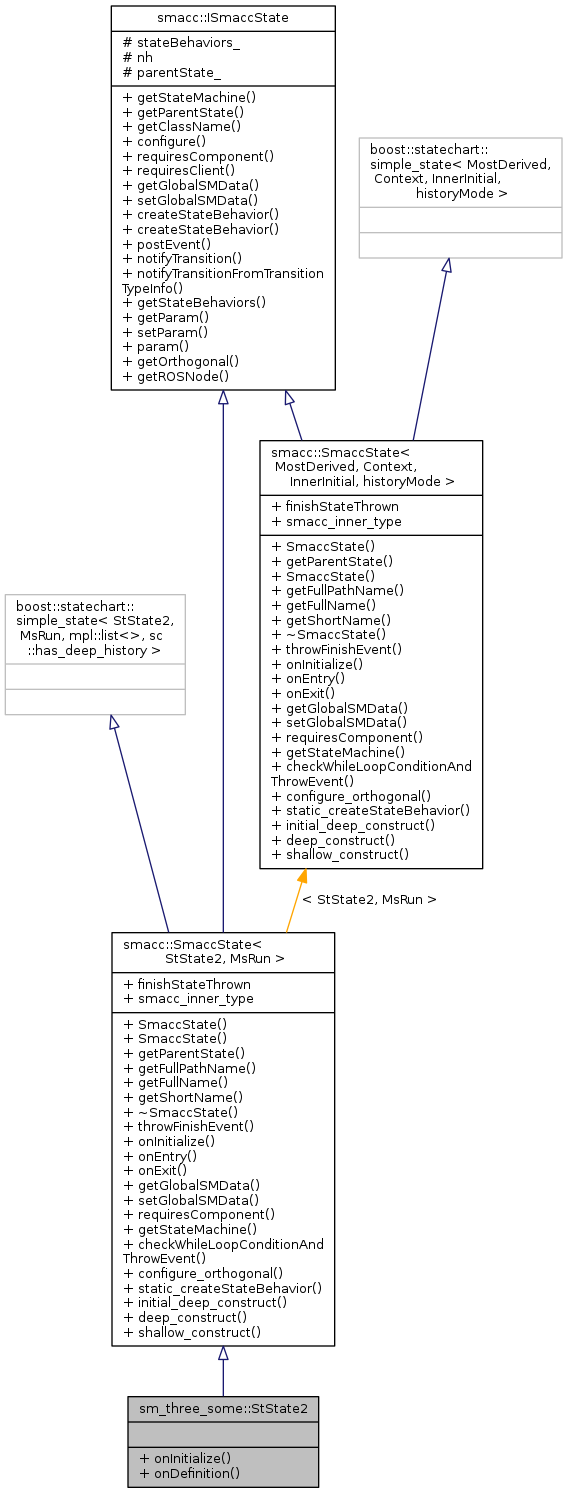 smacc::ISmaccState
# stateBehaviors_
# nh
# parentState_
+ getStateMachine()
+ getParentState()
+ getClassName()
+ configure()
+ requiresComponent()
+ requiresClient()
+ getGlobalSMData()
+ setGlobalSMData()
+ createStateBehavior()
+ createStateBehavior()
+ postEvent()
+ notifyTransition()
+ notifyTransitionFromTransition
TypeInfo()
+ getStateBehaviors()
+ getParam()
+ setParam()
+ param()
+ getOrthogonal()
+ getROSNode()
boost::statechart::
simple_state< MostDerived,
Context, InnerInitial,
historyMode >
smacc::SmaccState<
MostDerived, Context,
InnerInitial, historyMode >
+ finishStateThrown
+ smacc_inner_type
+ SmaccState()
+ getParentState()
+ SmaccState()
+ getFullPathName()
+ getFullName()
+ getShortName()
+ ~SmaccState()
+ throwFinishEvent()
+ onInitialize()
+ onEntry()
+ onExit()
+ getGlobalSMData()
+ setGlobalSMData()
+ requiresComponent()
+ getStateMachine()
+ checkWhileLoopConditionAnd
ThrowEvent()
+ configure_orthogonal()
+ static_createStateBehavior()
+ initial_deep_construct()
+ deep_construct()
+ shallow_construct()
boost::statechart::
simple_state< StState2,
MsRun, mpl::list<>, sc
::has_deep_history >
< StState2, MsRun >
smacc::SmaccState<
StState2, MsRun >
+ finishStateThrown
+ smacc_inner_type
+ SmaccState()
+ SmaccState()
+ getParentState()
+ getFullPathName()
+ getFullName()
+ getShortName()
+ ~SmaccState()
+ throwFinishEvent()
+ onInitialize()
+ onEntry()
+ onExit()
+ getGlobalSMData()
+ setGlobalSMData()
+ requiresComponent()
+ getStateMachine()
+ checkWhileLoopConditionAnd
ThrowEvent()
+ configure_orthogonal()
+ static_createStateBehavior()
+ initial_deep_construct()
+ deep_construct()
+ shallow_construct()
sm_three_some::StState2
+ onInitialize()
+ onDefinition()